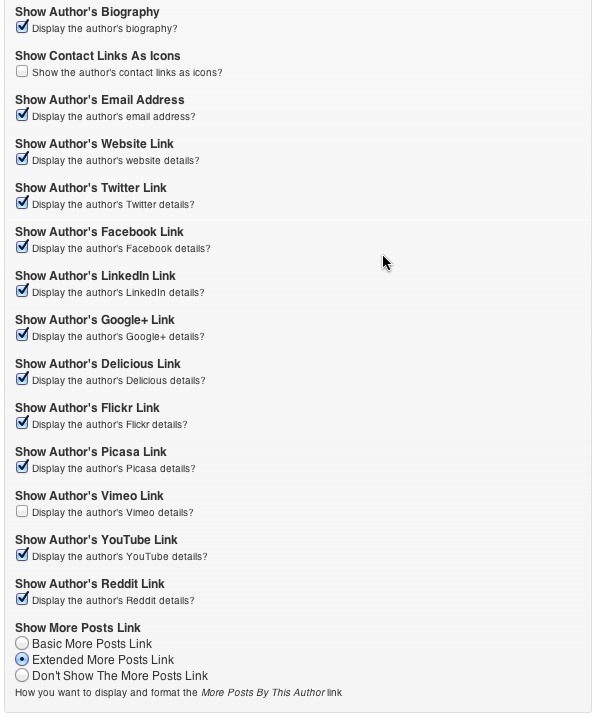 Show Author's Biography
Display the author's biography?
Show Contact Links As Icons
Show the author's contact links as icons?
Show Author's Email Address
Display the author's email address?
Show Author's Website Link
Display the author's website details?
Show Author's Twitter Link
Display the author's Twitter details?
Show Author's Facebook Link
Display the author's Facebook details?
Show Author's LinkedIn Link
Display the author's LinkedIn details?
Show Author's Google+ Link
Display the author's Google+ details?
Show Author's Delicious Link
Display the author's Delicious details?
Show Author's Flickr Link
Display the author's Flickr details?
Show Author's Picasa Link
Display the author's Picasa details?
Show Author's Vimeo Link
Display the author's Vimeo details?
Show Author's YouTube Link
Display the author's YouTube details?
Show Author's Reddit Link
Display the author's Reddit details?
Show More Posts Link
Basic More Posts Link
Extended More Posts Link
Don't Show The More Posts Link
How you want to display and format the More Posts By This Author link